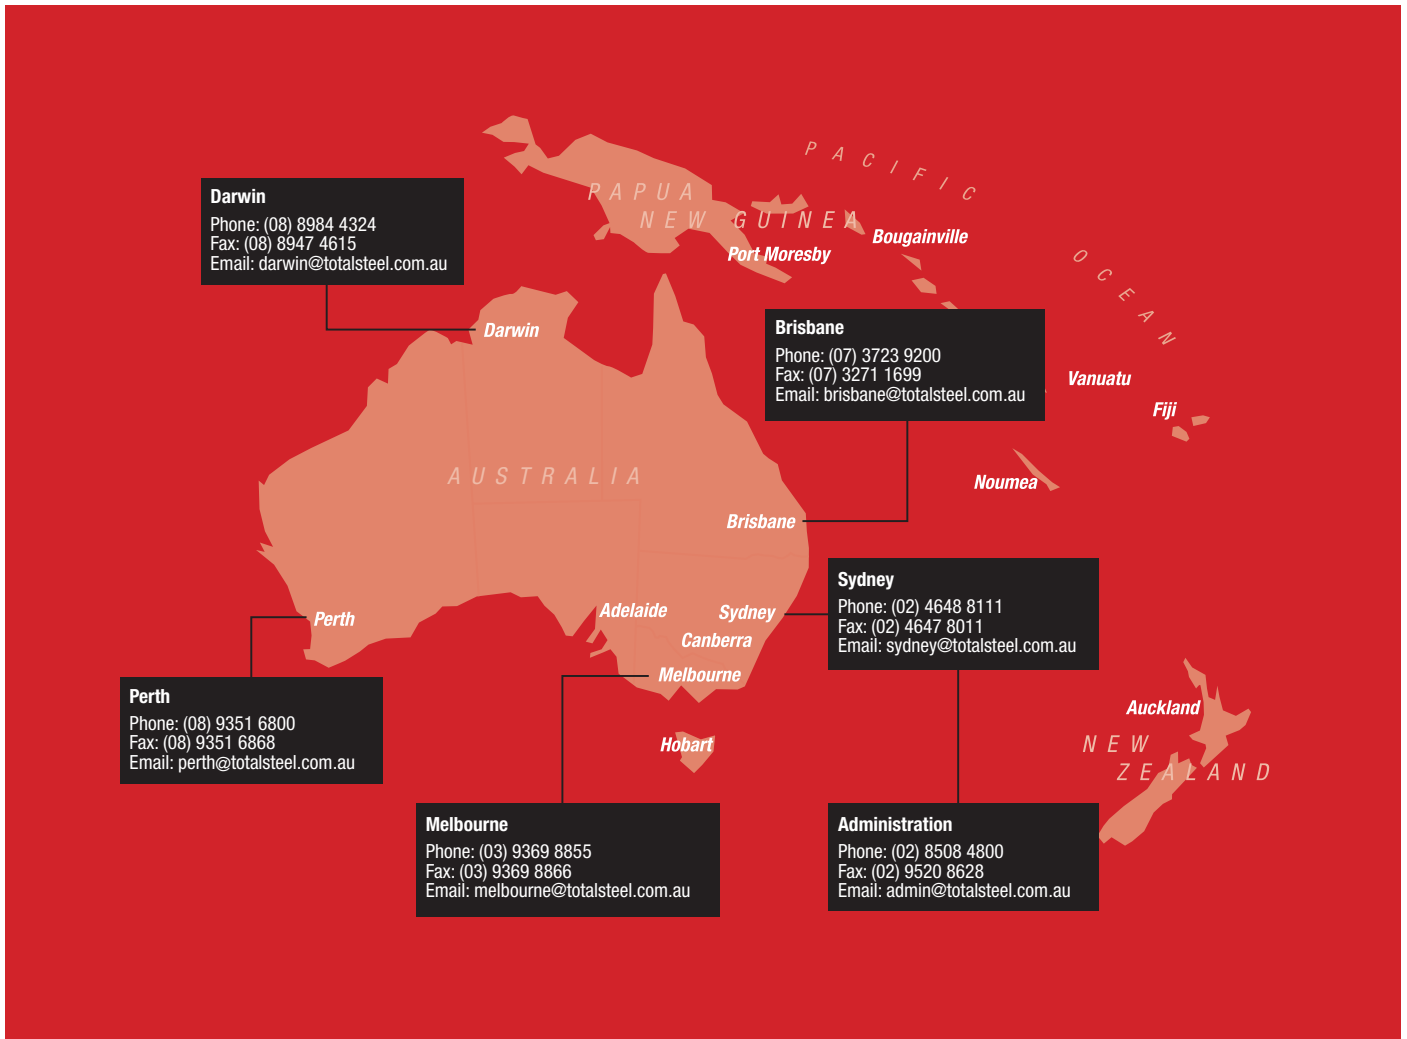 PACIFIC
OCEAN
PAPUA
NEW GUINEA
Port Moresby
Bougainville
Darwin
Phone: (08) 8984 4324
Fax: (08) 8947 4615
Email: darwin@totalsteel.com.au
Darwin
Brisbane
Phone: (07) 3723 9200
Fax: (07) 3271 1699
Email: brisbane@totalsteel.com.au
Vanuatu
Fiji
Noumea
AUSTRALIA
Brisbane
Sydney
Phone: (02) 4648 8111
Fax: (02) 4647 8011
Email: sydney@totalsteel.com.au
Perth
Adelaide
Sydney
Canberra
Melbourne
Hobart
Perth
Phone: (08) 9351 6800
Fax: (08) 9351 6868
Email: perth@totalsteel.com.au
Auckland
NEW
ZEALAND
Melbourne
Phone: (03) 9369 8855
Fax: (03) 9369 8866
Email: melbourne@totalsteel.com.au
Administration
Phone: (02) 8508 4800
Fax: (02) 9520 8628
Email: admin@totalsteel.com.au